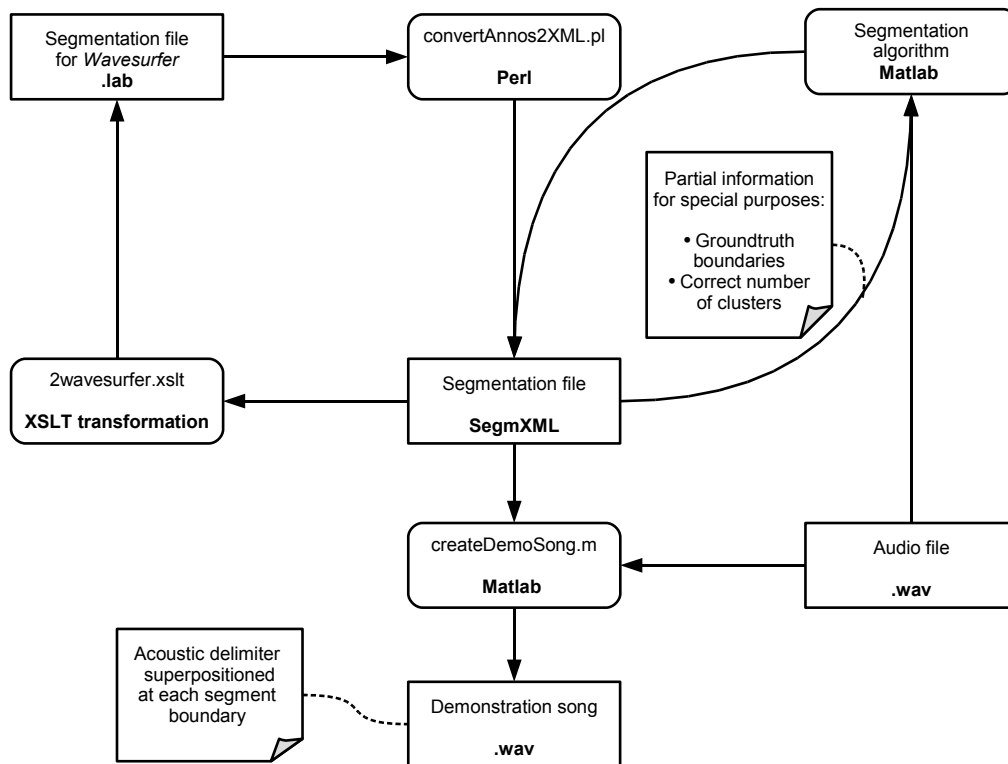 Segmentation file
for Wavesurfer
.lab
convertAnnos2XML.pl
Perl
Segmentation
algorithm
Matlab
Partial information
for special purposes:
• Groundtruth
boundaries
• Correct number
of clusters
2wavesurfer.xslt
XSLT transformation
Segmentation file
SegmXML
createDemoSong.m
Matlab
Audio file
.wav
Acoustic delimiter
superpositioned
at each segment
boundary
Demonstration song
.wav